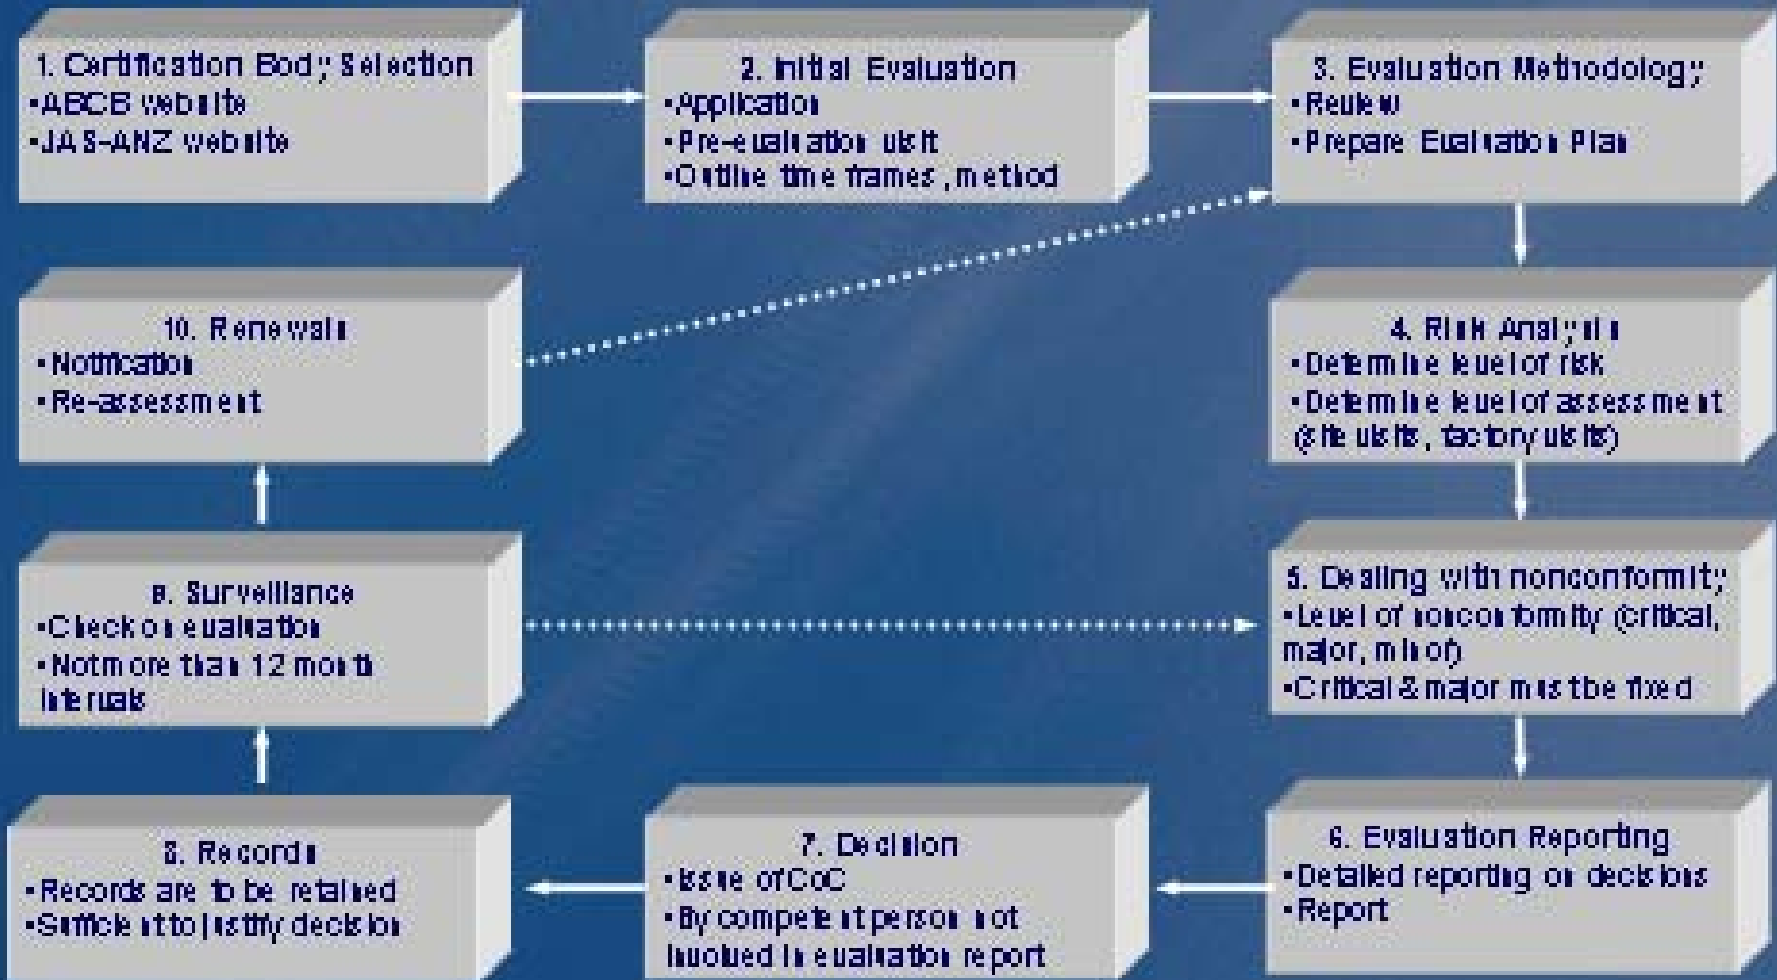 1. Certification Body Selection
•ABCB website
•JAS-ANZ website
2. Initial Evaluation
•Application
•Pre-evaluation visit
•Outline time frames, method
3. Evaluation Methodology
•Review
•Prepare Evaluation Plan
4. Risk Analysis
•Determine level of risk
•Determine level of assessment
(site visits, factory visits)
5. Dealing with nonconformity
•Level of nonconformity (critical,
major, minor)
•Critical & major must be fixed
6. Evaluation Reporting
•Detailed reporting on decisions
•Report
7. Decision
•Issue of CoC
•By competent person not
involved in evaluation report
8. Records
•Records are to be retained
•Sufficient to justify decision
9. Surveillance
•Check on evaluation
•Not more than 12 month
intervals
10. Renewals
•Notification
•Re-assessment